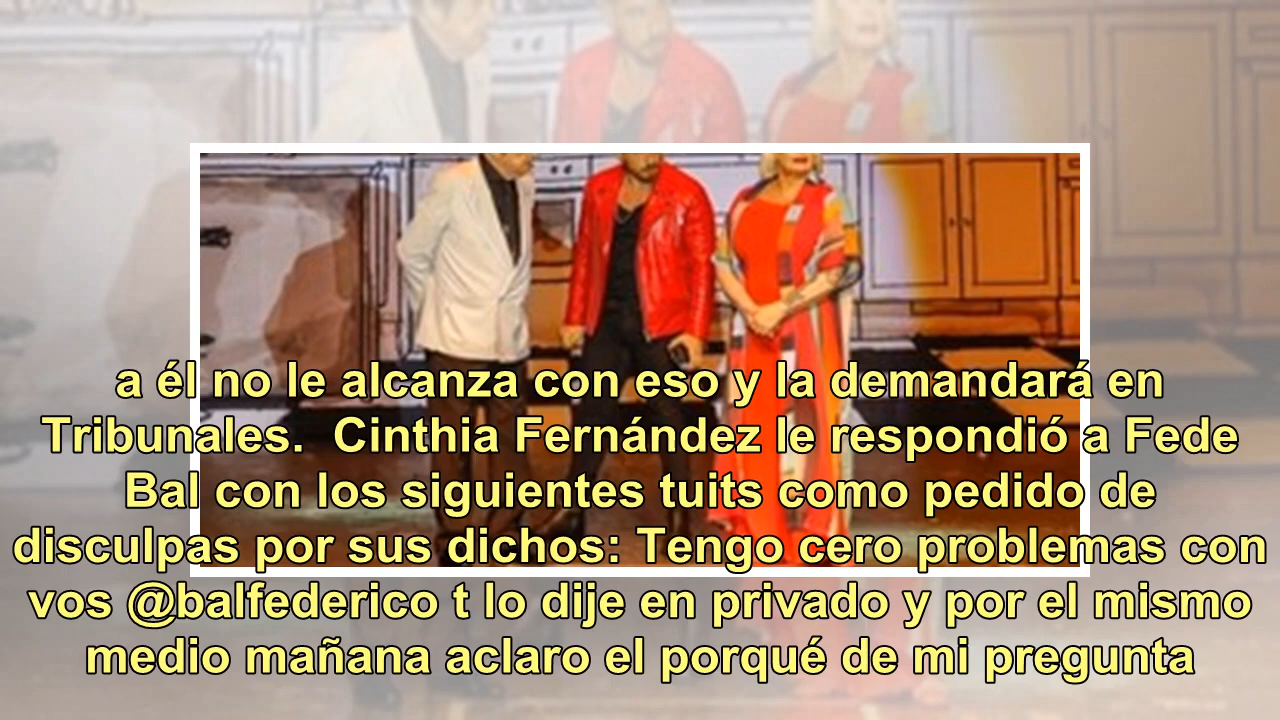 a él no le alcanza con eso y la demandará en
Tribunales.  Cinthia Fernández le respondió a Fede
Bal con los siguientes tuits como pedido de
disculpas por sus dichos: Tengo cero problemas con
vos @balfederico t lo dije en privado y por el mismo
medio mañana aclaro el porqué de mi pregunta